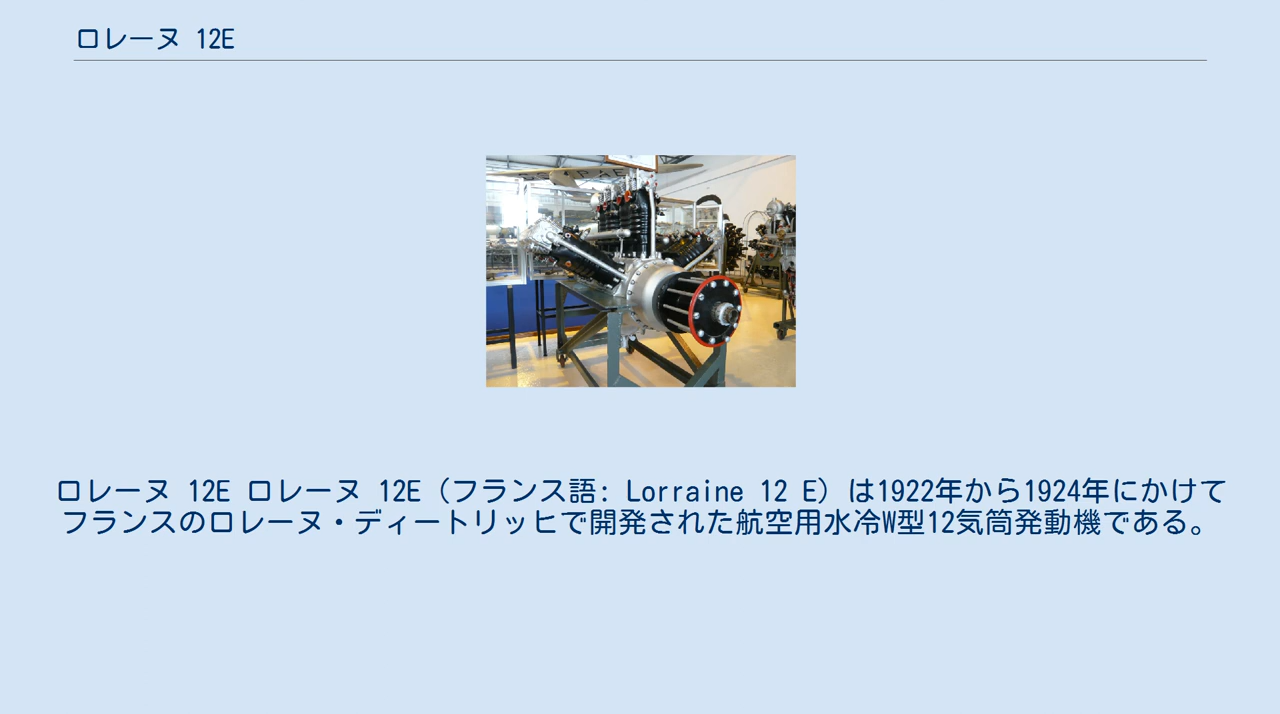 ロレーヌ 12E
ロレーヌ 12E ロレーヌ 12E（フランス語: Lorraine 12 E）は1922年から1924年にかけて
フランスのロレーヌ・ディートリッヒで開発された航空用水冷W型12気筒発動機である。